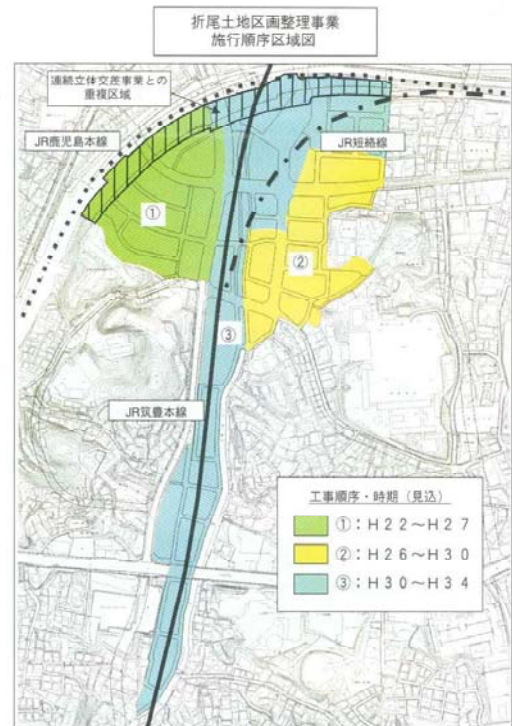 折尾土地区画整理事業
施行順序区域図
連続立体交差事業との
重複区域
JR鹿児島本線
JR短絡線
①
②
③
JR筑豊本線
工事順序・時期（見込）
①：Ｈ２２～Ｈ２７
②：Ｈ２６～Ｈ３０
③：Ｈ３０～Ｈ３４